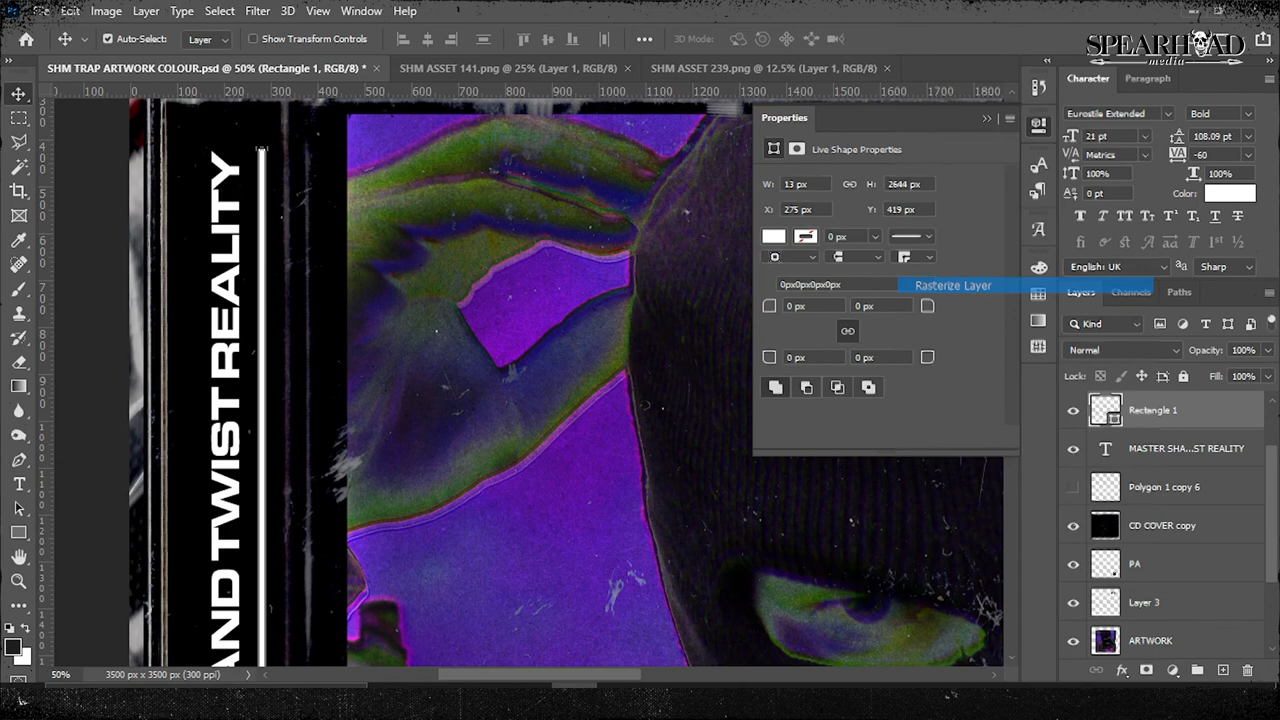 Ps File Edit Image Layer Type Select Filter 3D View Window Help
SPEARHEAD
media
Auto-Select: Layer Show Transform Controls ••• 3D Mode:
SHM TRAP ARTWORK COLOUR.psd @ 50% (Rectangle 1, RGB/8) * × SHM ASSET 141.png @ 25% (Layer 1, RGB/8) × SHM ASSET 239.png @ 12.5% (Layer 1, RGB/8) ×
100 0 100 200 300 400 500 600 700 800 900 1000 1100 1200 1300 1400 1500 1600 1700 1800
Character Paragraph
Properties
Eurostile Extended Bold
Live Shape Properties
21 pt 108.09 pt
Metrics -60
W: 13 px H: 2644 px
100% 100%
X: 275 px Y: 419 px
0 pt Color:
0 px
English: UK aa Sharp
0px0px0px0px
Rasterize Layer
Layers Channels Paths
0 px 0 px
Kind
Normal Opacity: 100%
0 px 0 px
Lock: Fill: 100%
Rectangle 1
MASTER SHA...ST REALITY
Polygon 1 copy 6
CD COVER copy
PA
Layer 3
ARTWORK
AND TWIST REALITY
50% 3500 px x 3500 px (300 ppi)